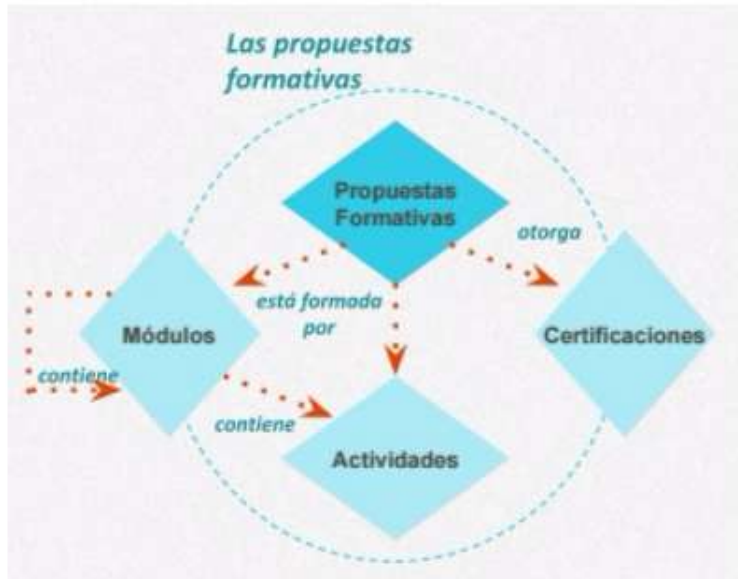 Las propuestas
formativas
Propuestas
Formativas
otorga
está formada
por
Módulos
Certificaciones
contiene
contiene
Actividades